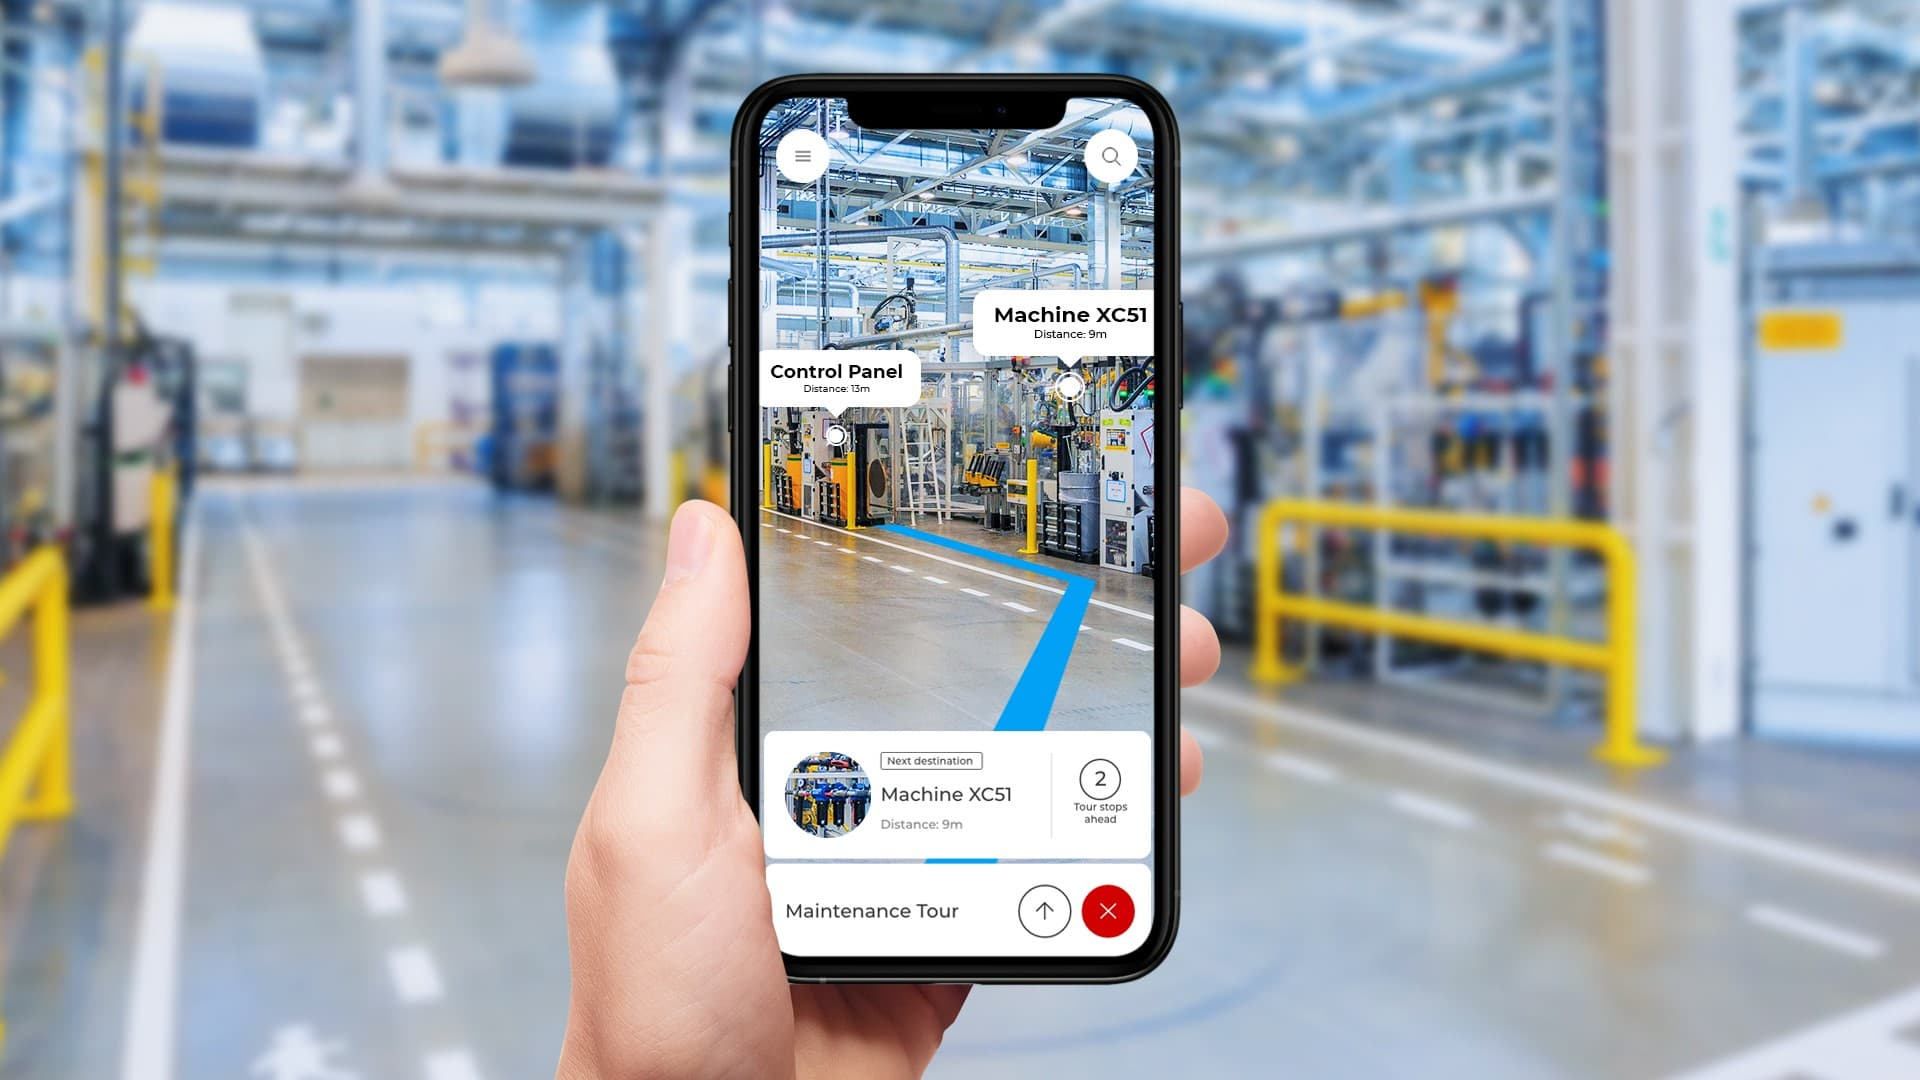 Machine XC51
Distance: 9m
Control Panel
Distance: 13m
Next destination
Machine XC51
Distance: 9m
2
Tour stops
ahead
Maintenance Tour